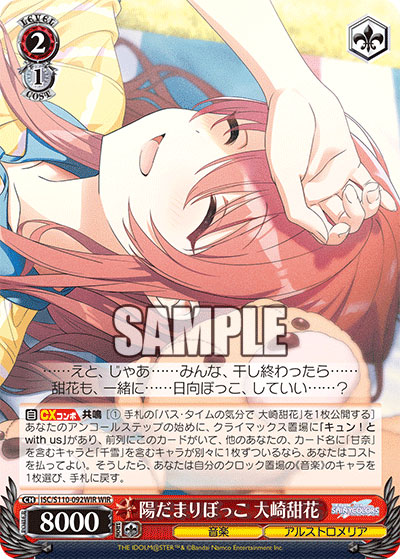 LEVEL
2
1
COST
SAMPLE
……えと、じゃあ……みんな、干し終わったら……
甜花も、一緒に……日向ぼっこ、していい……？
自 CXコンボ 共鳴 [① 手札の「バス・タイムの気分で 大崎甜花」を1枚公開する]
あなたのアンコールステップの始めに、クライマックス置場に「キュン！と
with us」があり、前列にこのカードがいて、他のあなたの、カード名に「甘奈」
を含むキャラと「千雪」を含むキャラが別々に1枚ずついるなら、あなたはコスト
を払ってよい。そうしたら、あなたは自分のクロック置場の《音楽》のキャラを
1枚選び、手札に戻す。
CH ISC/S110-092WIR WIR
陽だまりぼっこ 大崎甜花
THE IDOLM@STER
SHINYCOLORS
POWER
8000
音楽
アルストロメリア
THE IDOLM@STER™&©Bandai Namco Entertainment Inc.